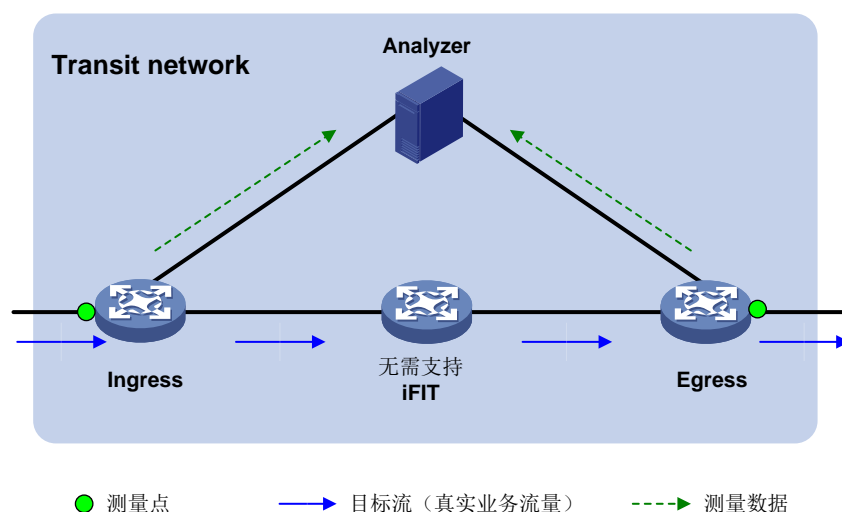 Analyzer
Transit network
Ingress
无需支持
iFIT
Egress
测量点
目标流（真实业务流量）
测量数据